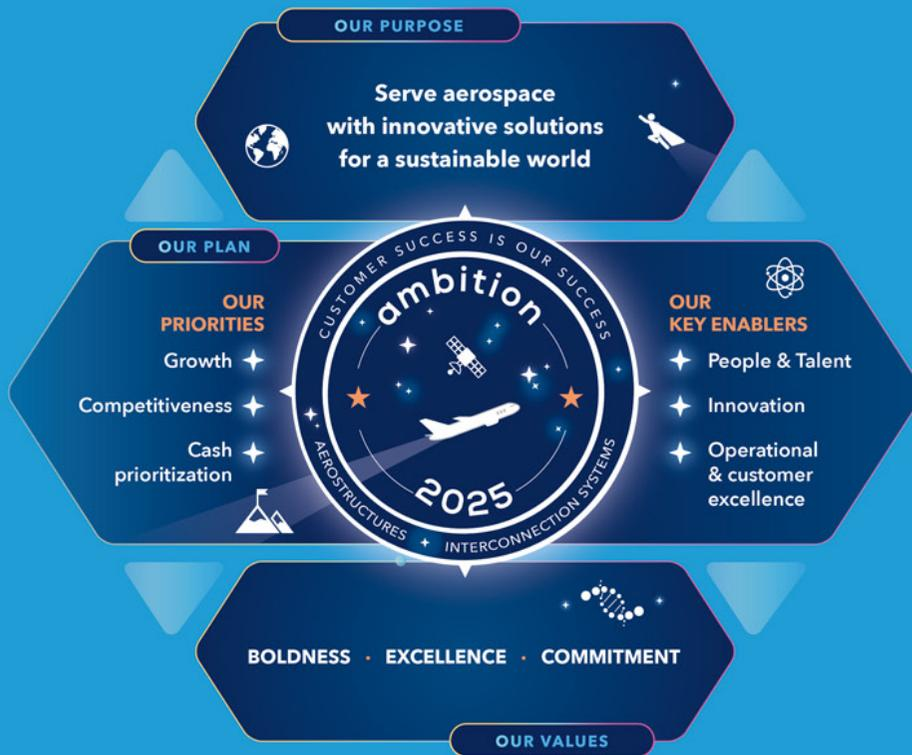 OUR PURPOSE
Serve aerospace
with innovative solutions
for a sustainable world
OUR PLAN
OUR
PRIORITIES
Growth
Competitiveness
Cash
prioritization
CUSTOMER SUCCESS IS OUR SUCCESS
ambition
2025
AEROSTRUCTURES
INTERCONNECTION SYSTEMS
OUR
KEY ENABLERS
People & Talent
Innovation
Operational
& customer
excellence
BOLDNESS · EXCELLENCE · COMMITMENT
OUR VALUES